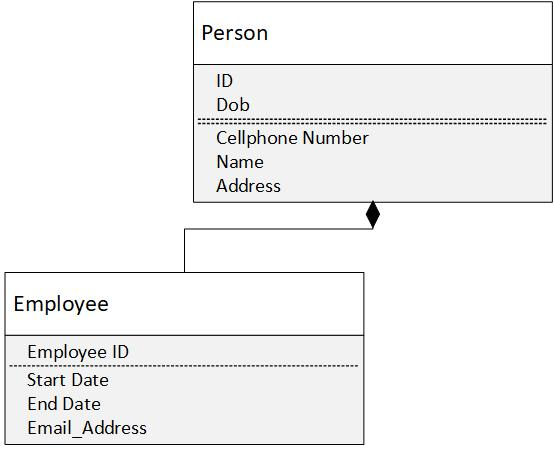 Person
ID
Dob
Cellphone Number
Name
Address
Employee
Employee ID
Start Date
End Date
Email_Address